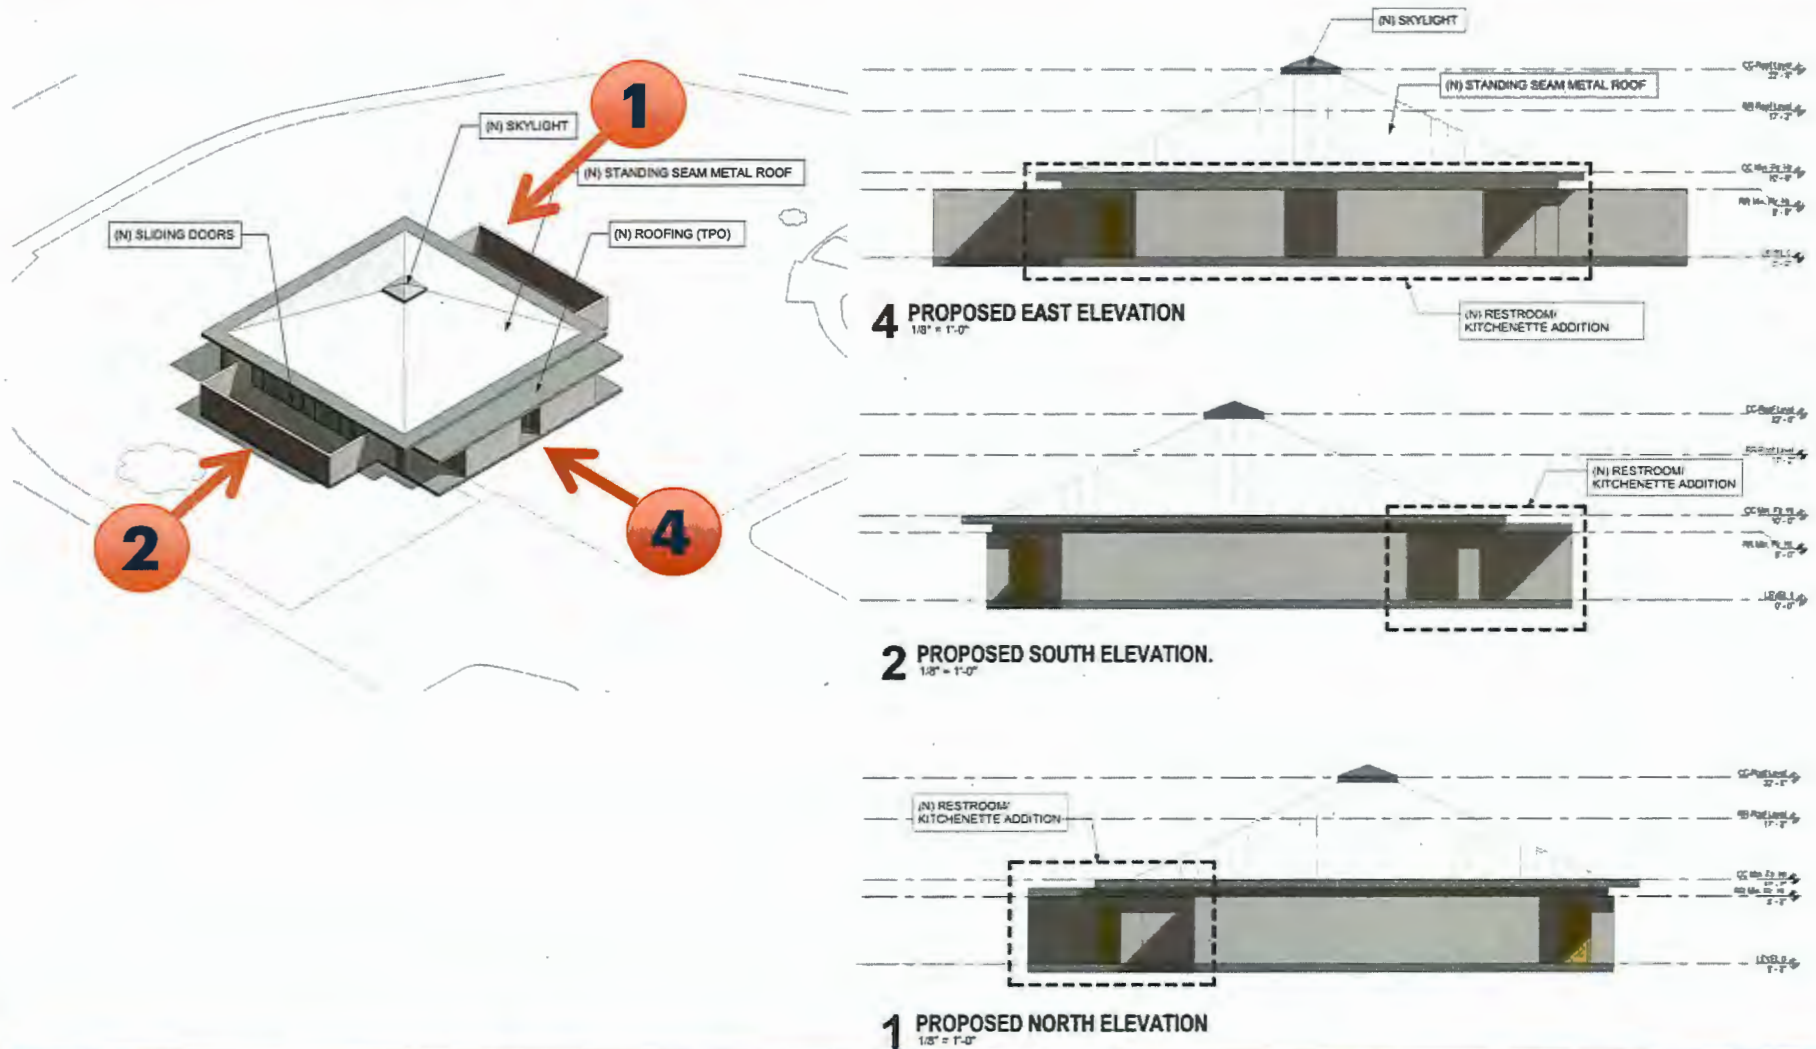 1
(N) SKYLIGHT
(N) STANDING SEAM METAL ROOF
(N) SLIDING DOORS
(N) ROOFING (TPO)
2
4
(N) SKYLIGHT
(N) STANDING SEAM METAL ROOF
4 PROPOSED EAST ELEVATION
1/8" = 1'-0"
(N) RESTROOM/
KITCHENETTE ADDITION
(N) RESTROOM/
KITCHENETTE ADDITION
2 PROPOSED SOUTH ELEVATION.
1/8" = 1'-0"
(N) RESTROOM/
KITCHENETTE ADDITION
1 PROPOSED NORTH ELEVATION
1/8" = 1'-0"